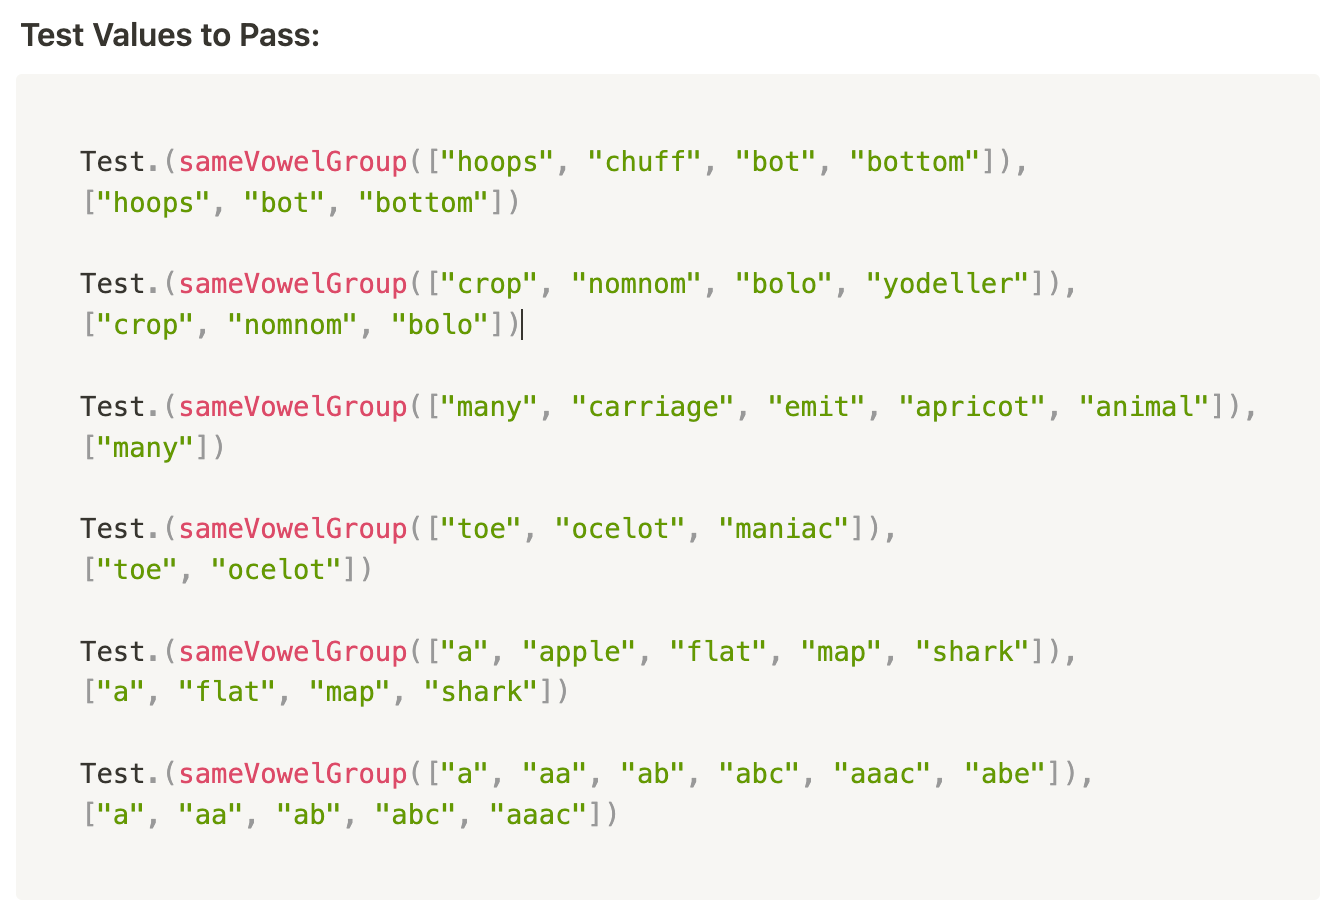 Test Values to Pass:
Test.(sameVowelGroup(["hoops", "chuff", "bot", "bottom"]),
["hoops", "bot", "bottom"])
Test.(sameVowelGroup(["crop", "nomnom", "bolo", "yodeller"]),
["crop", "nomnom", "bolo"])
Test.(sameVowelGroup(["many", "carriage", "emit", "apricot", "animal"]),
["many"])
Test.(sameVowelGroup(["toe", "ocelot", "maniac"]),
["toe", "ocelot"])
Test.(sameVowelGroup(["a", "apple", "flat", "map", "shark"]),
["a", "flat", "map", "shark"])
Test.(sameVowelGroup(["a", "aa", "ab", "abc", "aaac", "abe"]),
["a", "aa", "ab", "abc", "aaac"])